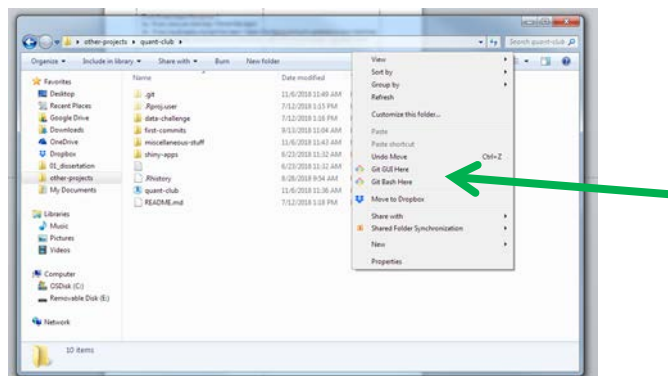 other-projects ▸ quant-club
Search quant-club
Organize
Include in library
Share with
Burn
New folder
Favorites
Desktop
Recent Places
Google Drive
Downloads
OneDrive
Dropbox
01_dissertation
other-projects
My Documents
Libraries
Music
Pictures
Videos
Computer
OSDisk (C:)
Removable Disk (E:)
Network
Name
Date modified
.git
11/6/2018 11:49 AM
.Rproj.user
7/12/2018 1:15 PM
data-challenge
7/12/2018 1:18 PM
first-commits
9/13/2018 11:04 AM
miscellaneous-stuff
11/6/2018 11:43 AM
shiny-apps
6/23/2018 11:32 AM
6/23/2018 11:32 AM
.Rhistory
9:54 AM
quant-club
11/6/2018 11:36 AM
README.md
7/12/2018 1:18 PM
View
Sort by
Group by
Refresh
Customize this folder...
Paste
Paste shortcut
Undo Move Ctrl+Z
Git GUI Here
Git Bash Here
Move to Dropbox
Share with
Shared Folder Synchronization
New
Properties
10 items